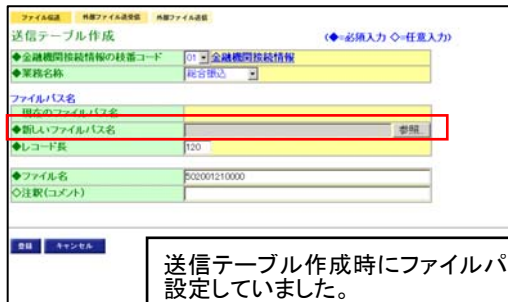 ファイル伝送 外部ファイル送受信 外部ファイル送信
送信テーブル作成 (◆=必須入力 ◇=任意入力)
◆金融機関接続情報の枝番コード 01 金融機関接続情報
◆業務名称 総合振込
ファイルパス名
現在のファイルパス名
◆新しいファイルパス名 参照...
◆レコード長 120
◆ファイル名 502001210000
◇注釈(コメント)
登録 キャンセル
送信テーブル作成時にファイルパ
設定していました。